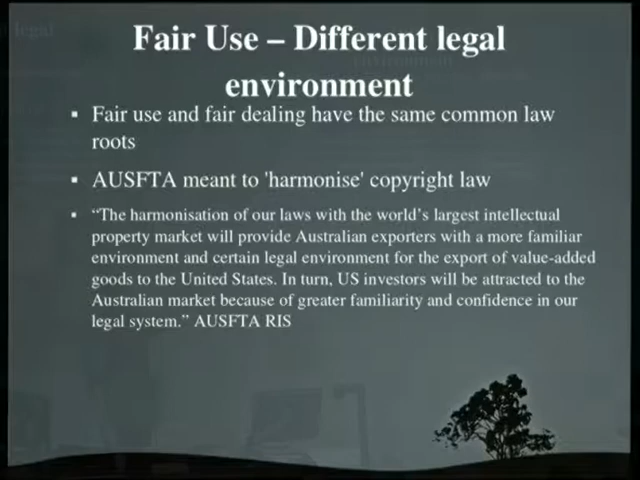 Fair Use – Different legal
environment
▪ Fair use and fair dealing have the same common law
roots
▪ AUSFTA meant to 'harmonise' copyright law
▪ “The harmonisation of our laws with the world’s largest intellectual
property market will provide Australian exporters with a more familiar
environment and certain legal environment for the export of value-added
goods to the United States. In turn, US investors will be attracted to the
Australian market because of greater familiarity and confidence in our
legal system.” AUSFTA RIS